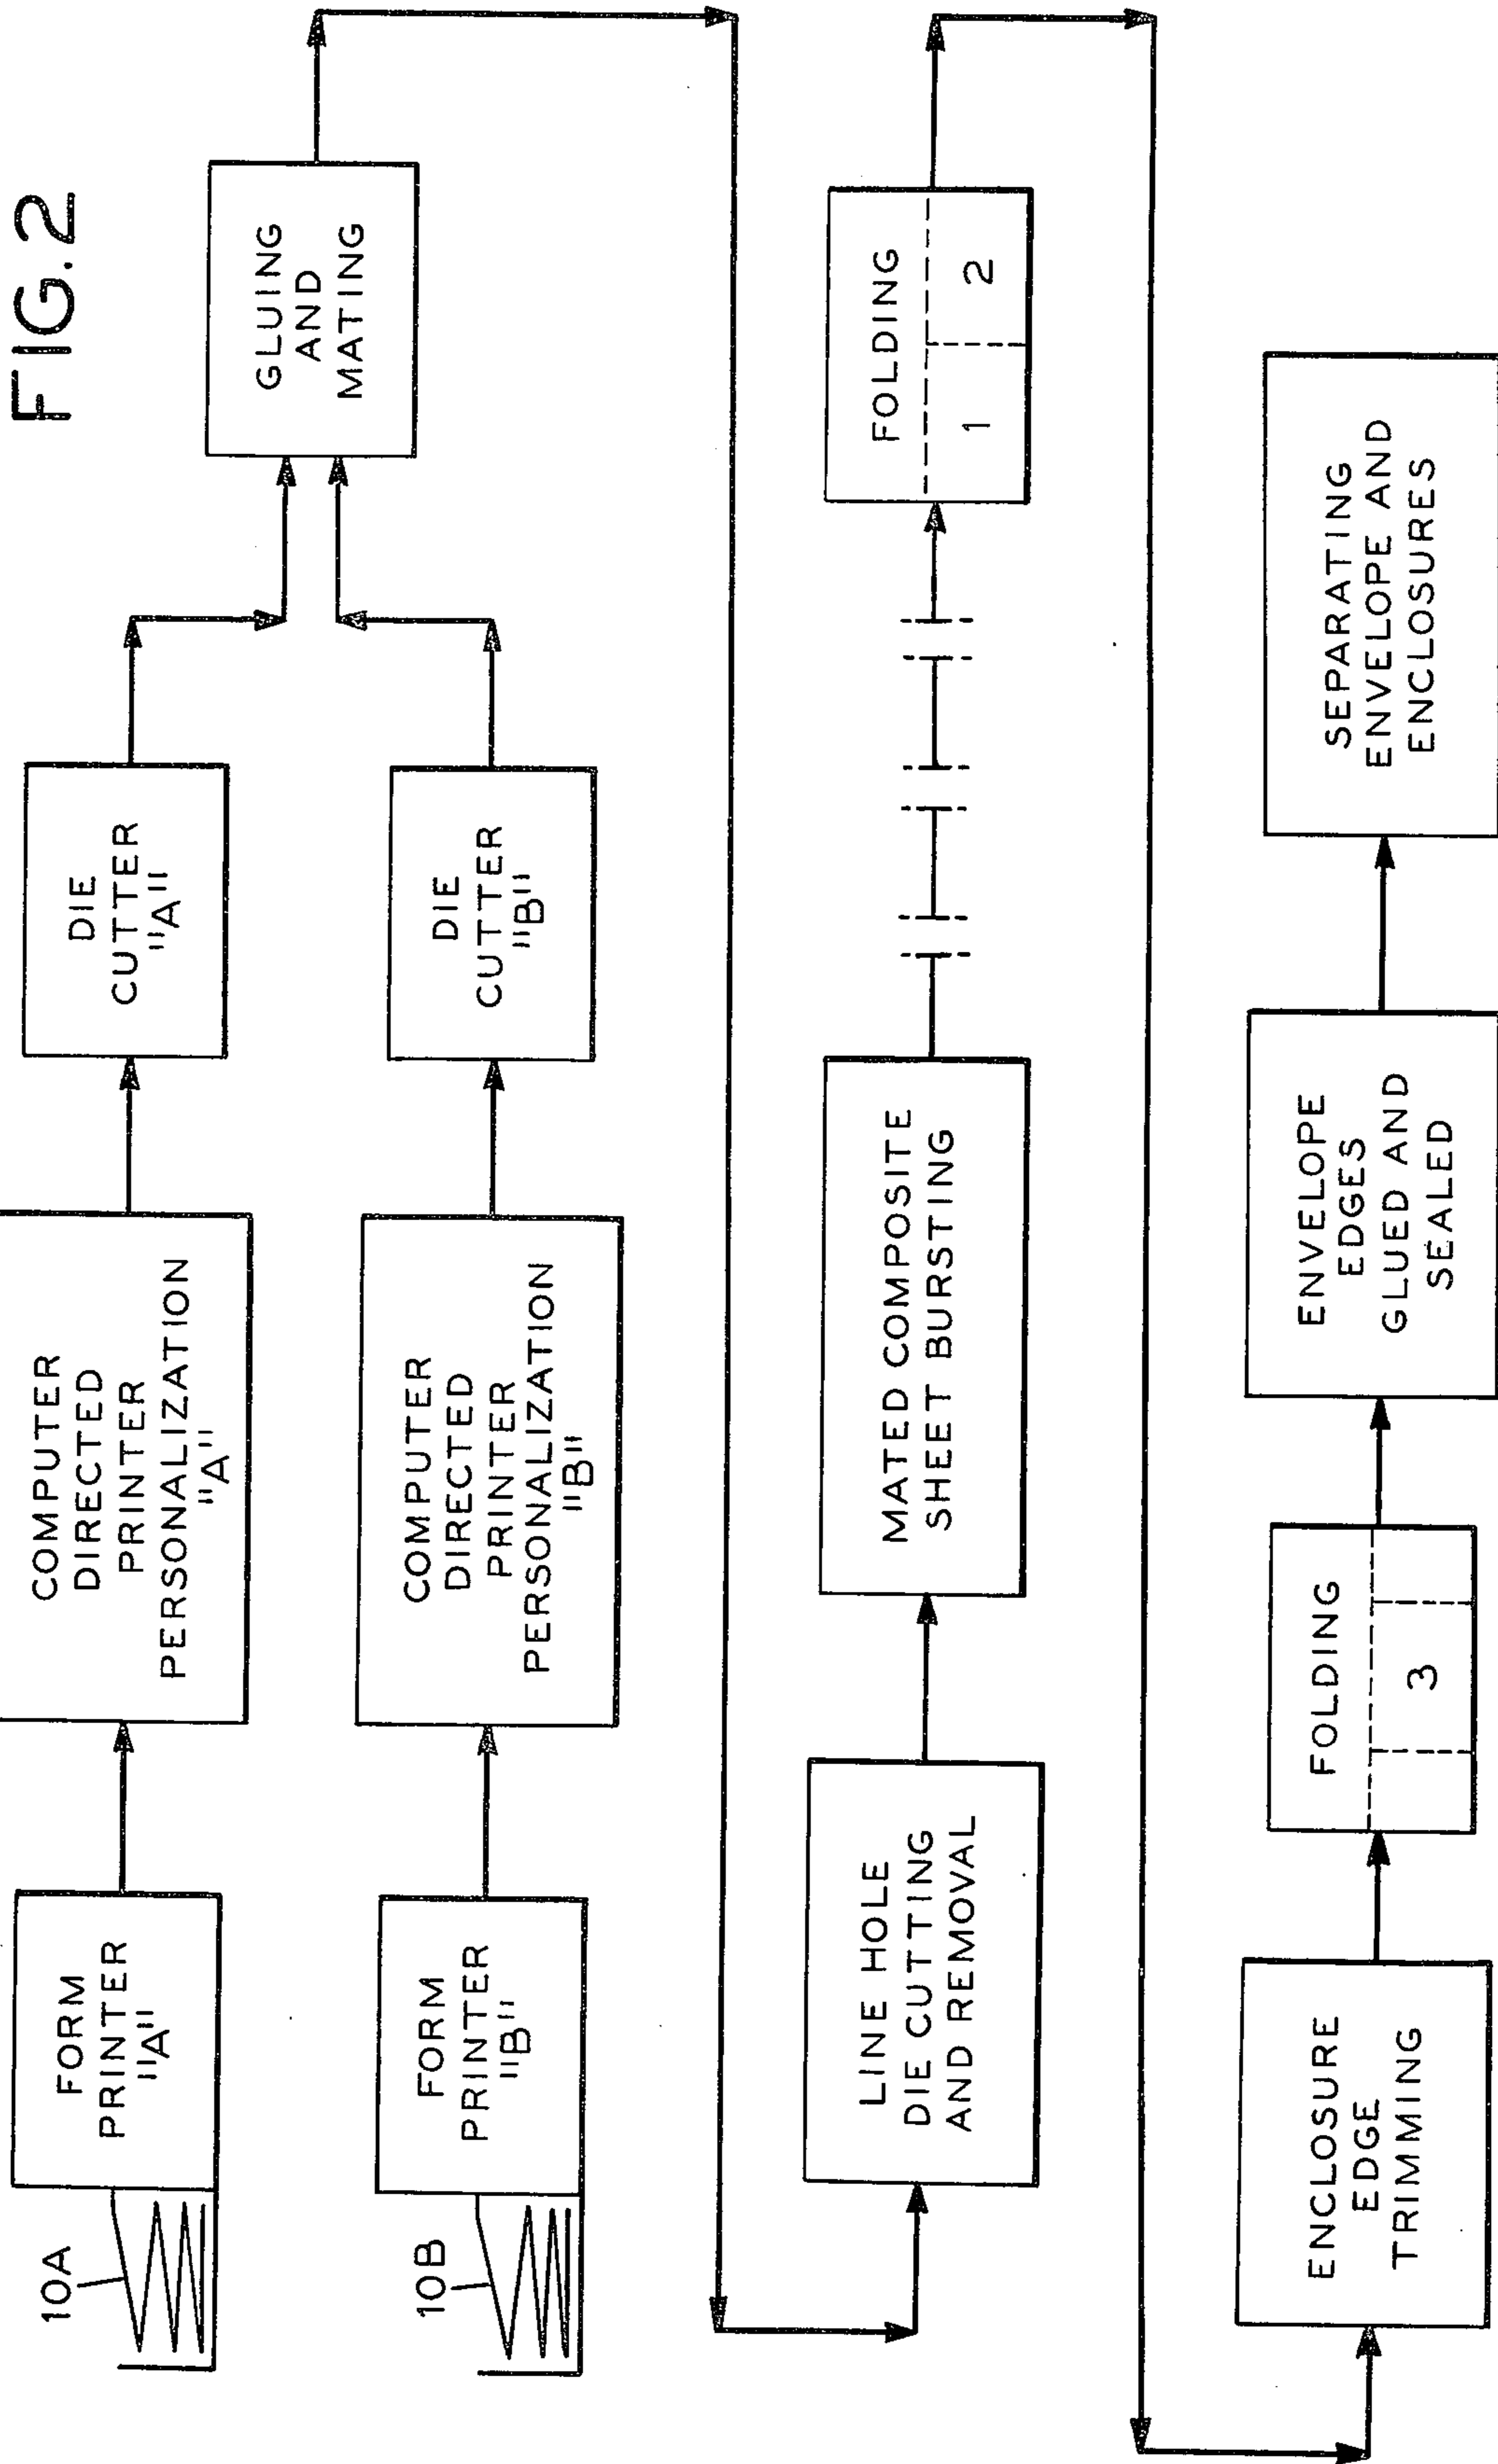 FIG. 2
10A
FORM
PRINTER
"A"
COMPUTER
DIRECTED
PRINTER
PERSONALIZATION
"A"
DIE
CUTTER
"A"
10B
FORM
PRINTER
"B"
COMPUTER
DIRECTED
PRINTER
PERSONALIZATION
"B"
DIE
CUTTER
"B"
GLUING
AND
MATING
LINE HOLE
DIE CUTTING
AND REMOVAL
MATED COMPOSITE
SHEET BURSTING
FOLDING
1 2
ENCLOSURE
EDGE
TRIMMING
FOLDING
3
ENVELOPE
EDGES
GLUED AND
SEALED
SEPARATING
ENVELOPE AND
ENCLOSURES